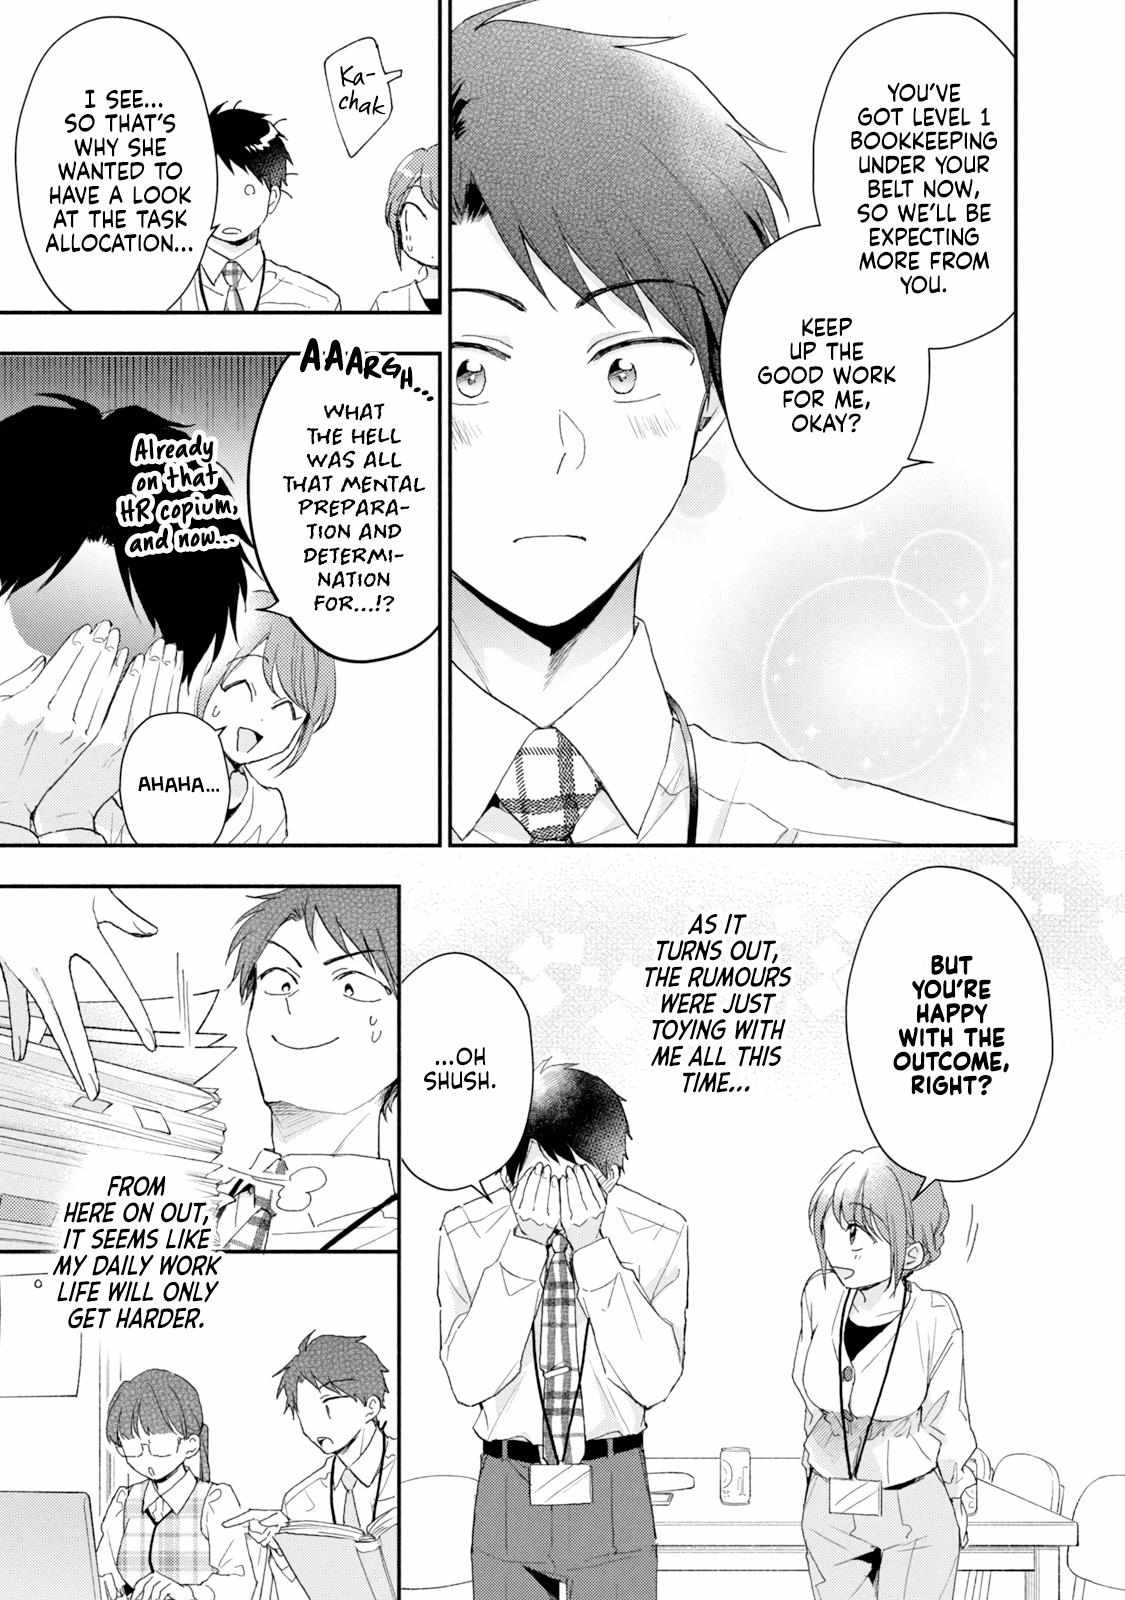 YOU'VE
GOT LEVEL 1
BOOKKEEPING
UNDER YOUR
BELT NOW,
SO WE'LL BE
EXPECTING
MORE FROM
YOU.
KEEP
UP THE
GOOD WORK
FOR ME,
OKAY?
Ka-
chak
I SEE...
SO THAT'S
WHY SHE
WANTED TO
HAVE A LOOK
AT THE TASK
ALLOCATION...
AAARGH...
WHAT
THE HELL
WAS ALL
THAT MENTAL
PREPARA-
TION AND
DETERMI-
NATION
FOR...!?
Already
on that
HR copium,
and now...
AHAHA...
BUT
YOU'RE
HAPPY
WITH THE
OUTCOME,
RIGHT?
AS IT
TURNS OUT,
THE RUMOURS
WERE JUST
TOYING WITH
ME ALL THIS
TIME...
...OH
SHUSH.
FROM
HERE ON OUT,
IT SEEMS LIKE
MY DAILY WORK
LIFE WILL ONLY
GET HARDER.